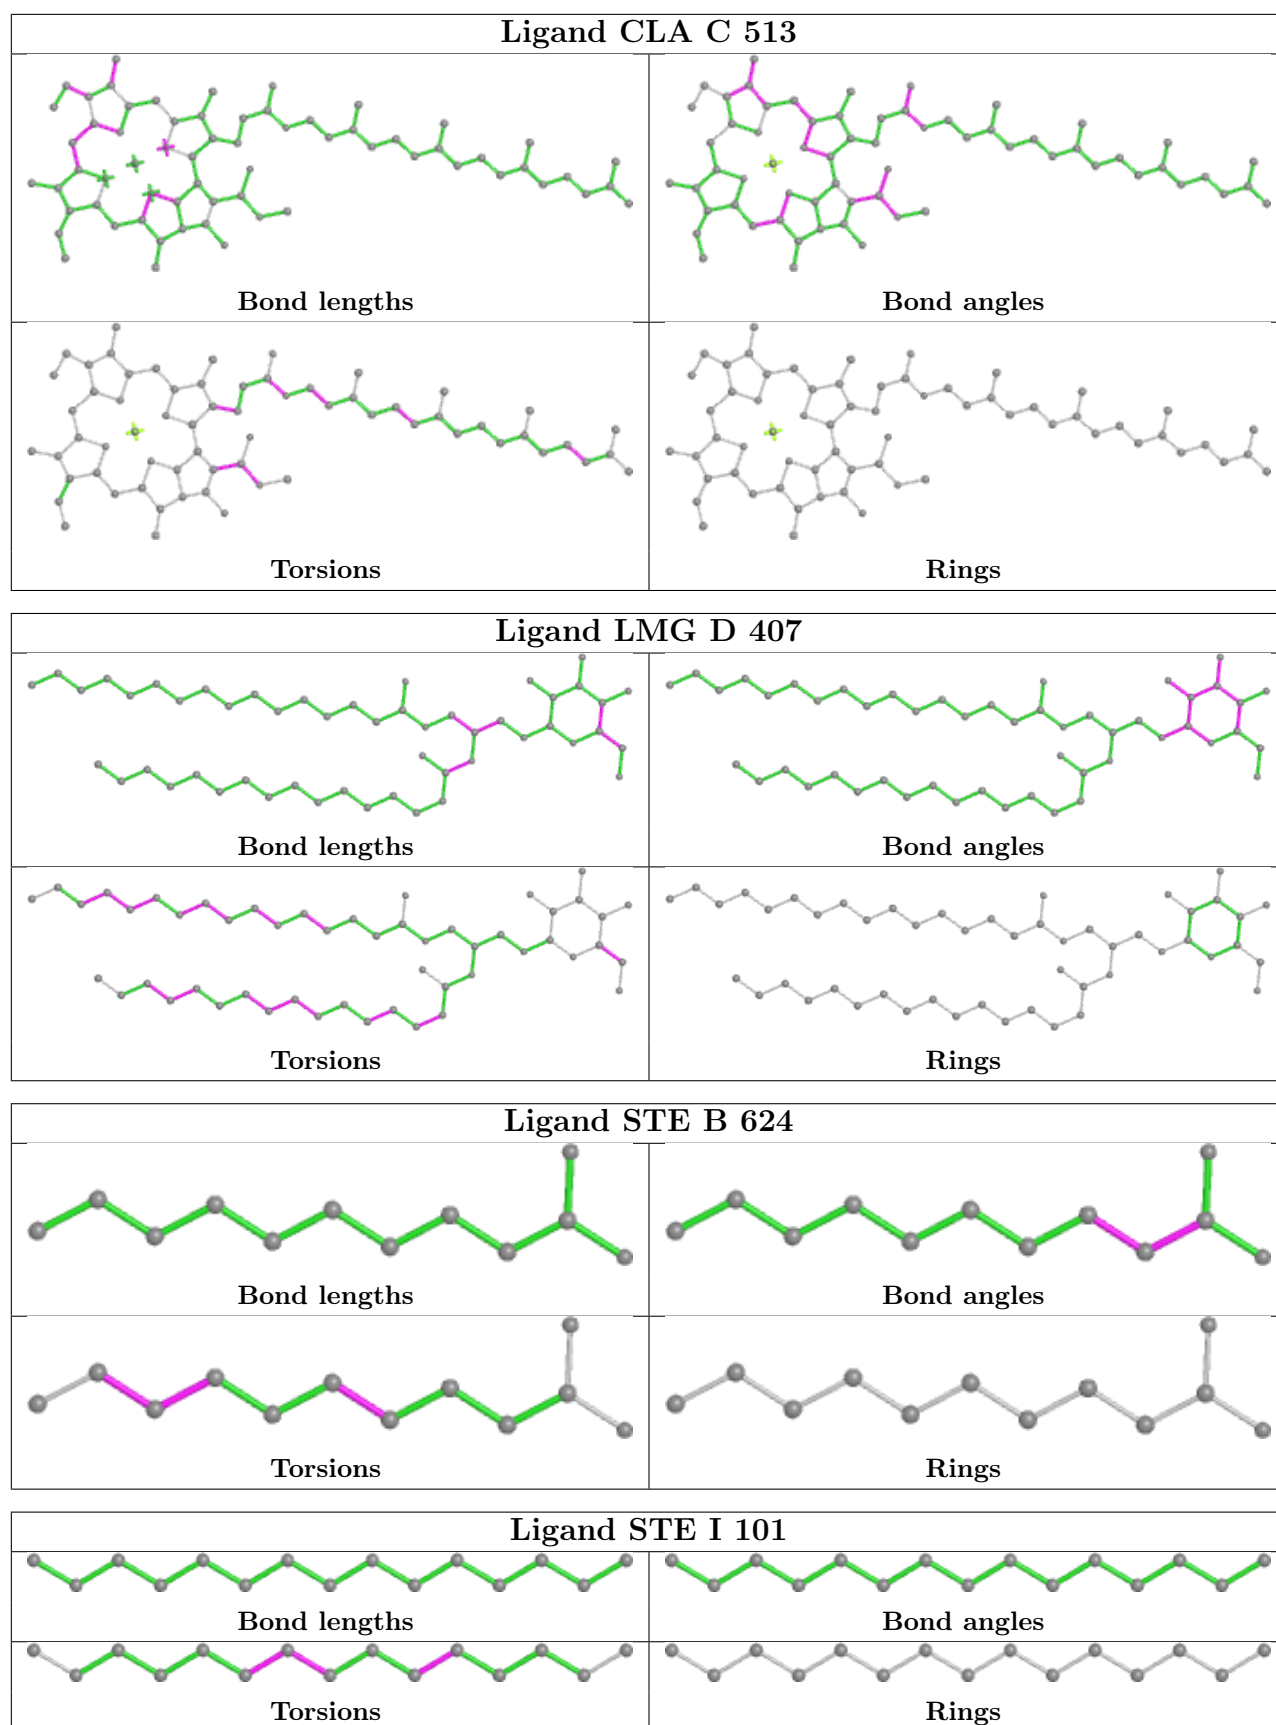 Ligand CLA C 513
Bond lengths Bond angles
Torsions Rings
Ligand LMG D 407
Bond lengths Bond angles
Torsions Rings
Ligand STE B 624
Bond lengths Bond angles
Torsions Rings
Ligand STE I 101
Bond lengths Bond angles
Torsions Rings